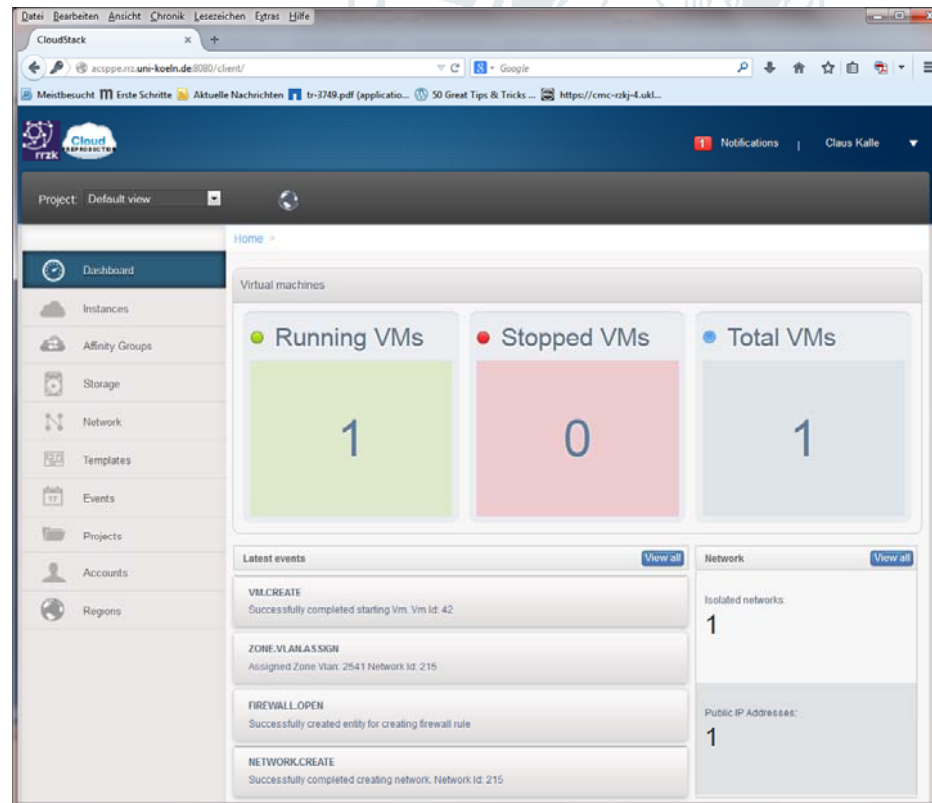 Datei Bearbeiten Ansicht Chronik Lesezeichen Extras Hilfe
CloudStack × +
acsppe.rrz.uni-koeln.de:8080/client/ Google
Meistbesucht Erste Schritte Aktuelle Nachrichten tr-3749.pdf (applicatio... 50 Great Tips & Tricks ... https://cmc-rzkj-4.ukl...
rrzk Cloud PREPRODUCTION
1 Notifications | Claus Kalle
Project: Default view
Home
Dashboard
Instances
Affinity Groups
Storage
Network
Templates
Events
Projects
Accounts
Regions
Virtual machines
Running VMs
1
Stopped VMs
0
Total VMs
1
Latest events View all
VM.CREATE
Successfully completed starting Vm. Vm Id: 42
ZONE.VLAN.ASSIGN
Assigned Zone Vlan: 2541 Network Id: 215
FIREWALL.OPEN
Successfully created entity for creating firewall rule
NETWORK.CREATE
Successfully completed creating network. Network Id: 215
Network View all
Isolated networks:
1
Public IP Addresses:
1